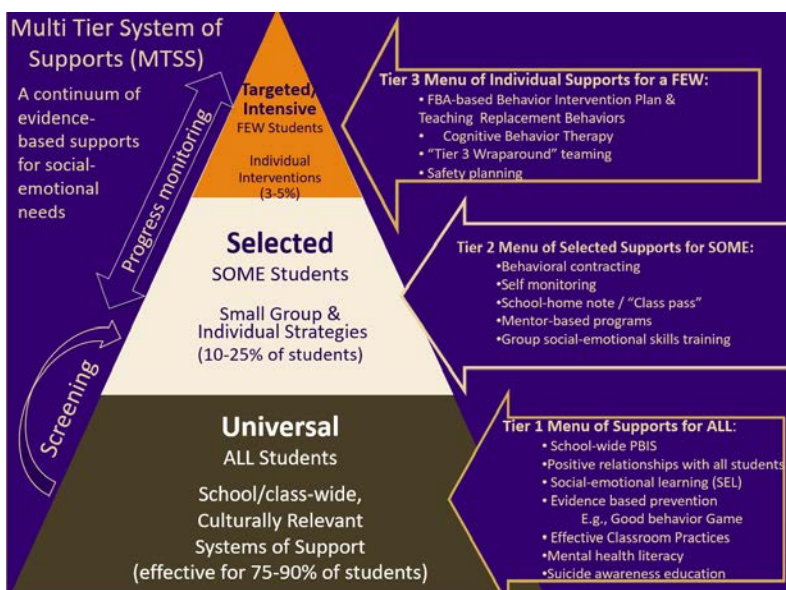 Multi Tier System of
Supports (MTSS)
A continuum of
evidence-
based supports
for social-
emotional
needs
Progress monitoring
Screening
Targeted/
Intensive
FEW Students
Individual
Interventions
(3-5%)
Selected
SOME Students
Small Group &
Individual Strategies
(10-25% of students)
Universal
ALL Students
School/class-wide,
Culturally Relevant
Systems of Support
(effective for 75-90% of students)
Tier 3 Menu of Individual Supports for a FEW:
• FBA-based Behavior Intervention Plan &
Teaching Replacement Behaviors
• Cognitive Behavior Therapy
• “Tier 3 Wraparound” teaming
• Safety planning
Tier 2 Menu of Selected Supports for SOME:
•Behavioral contracting
•Self monitoring
•School-home note / “Class pass”
•Mentor-based programs
•Group social-emotional skills training
Tier 1 Menu of Supports for ALL:
• School-wide PBIS
•Positive relationships with all students
• Social-emotional learning (SEL)
• Evidence based prevention
E.g., Good behavior Game
• Effective Classroom Practices
•Mental health literacy
•Suicide awareness education